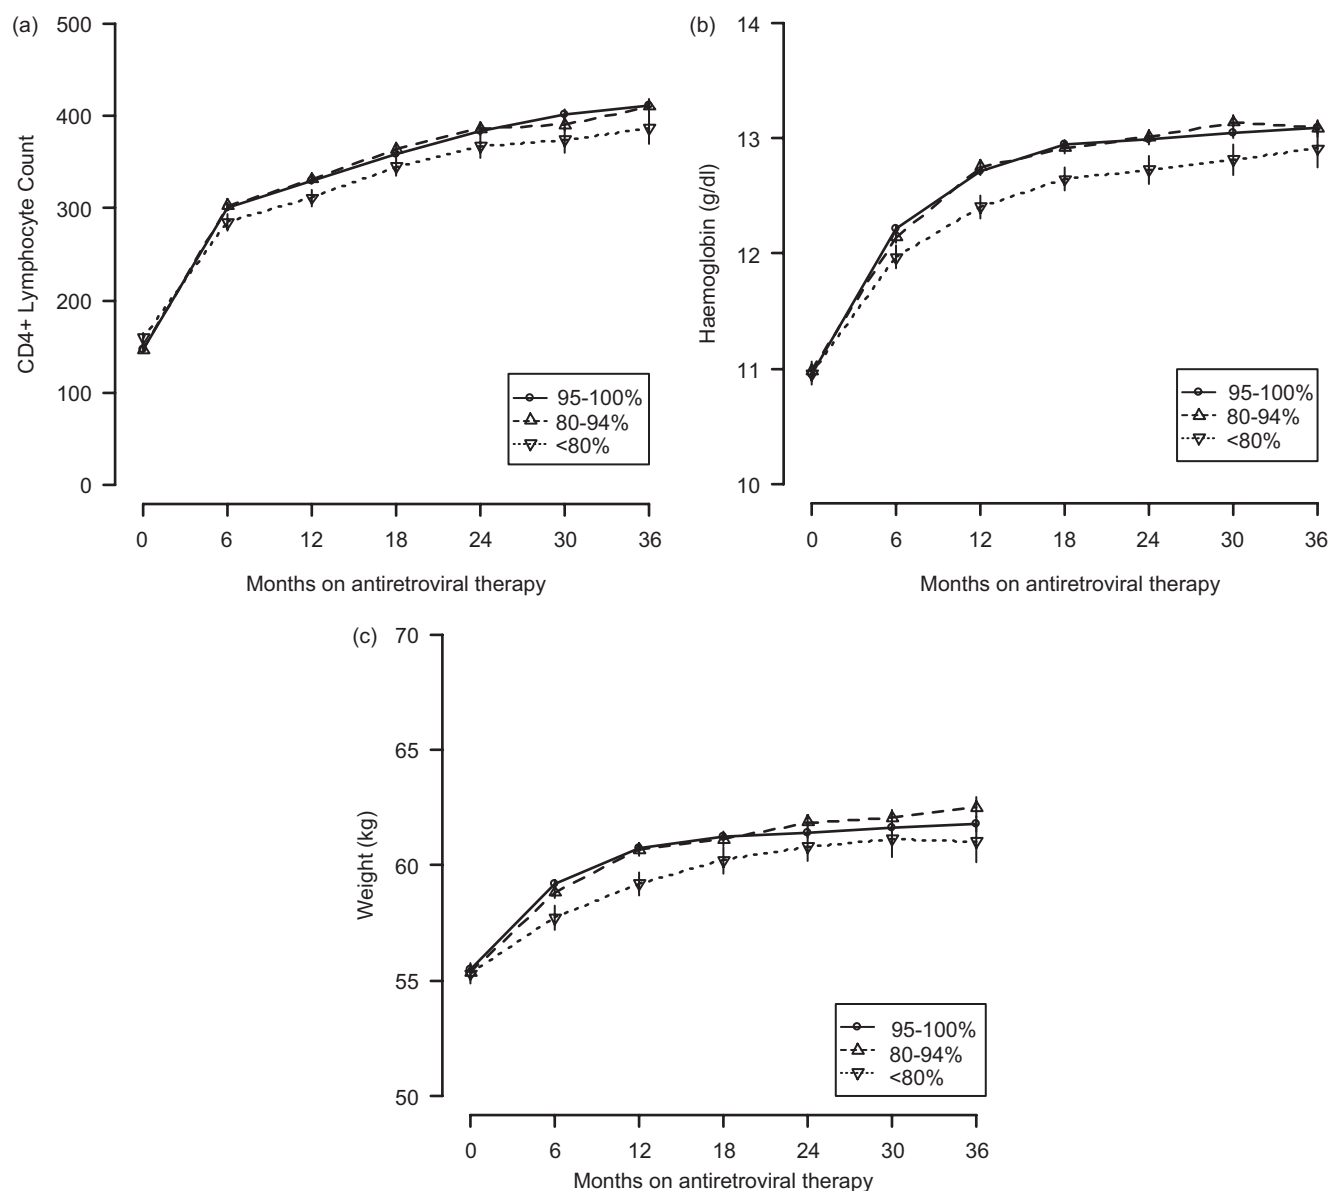 (a)
500
400
300
200
100
0
CD4+ Lymphocyte Count
95-100%
80-94%
<80%
0 6 12 18 24 30 36
Months on antiretroviral therapy
(b)
14
13
12
11
10
Haemoglobin (g/dl)
95-100%
80-94%
<80%
0 6 12 18 24 30 36
Months on antiretroviral therapy
(c)
70
65
60
55
50
Weight (kg)
95-100%
80-94%
<80%
0 6 12 18 24 30 36
Months on antiretroviral therapy